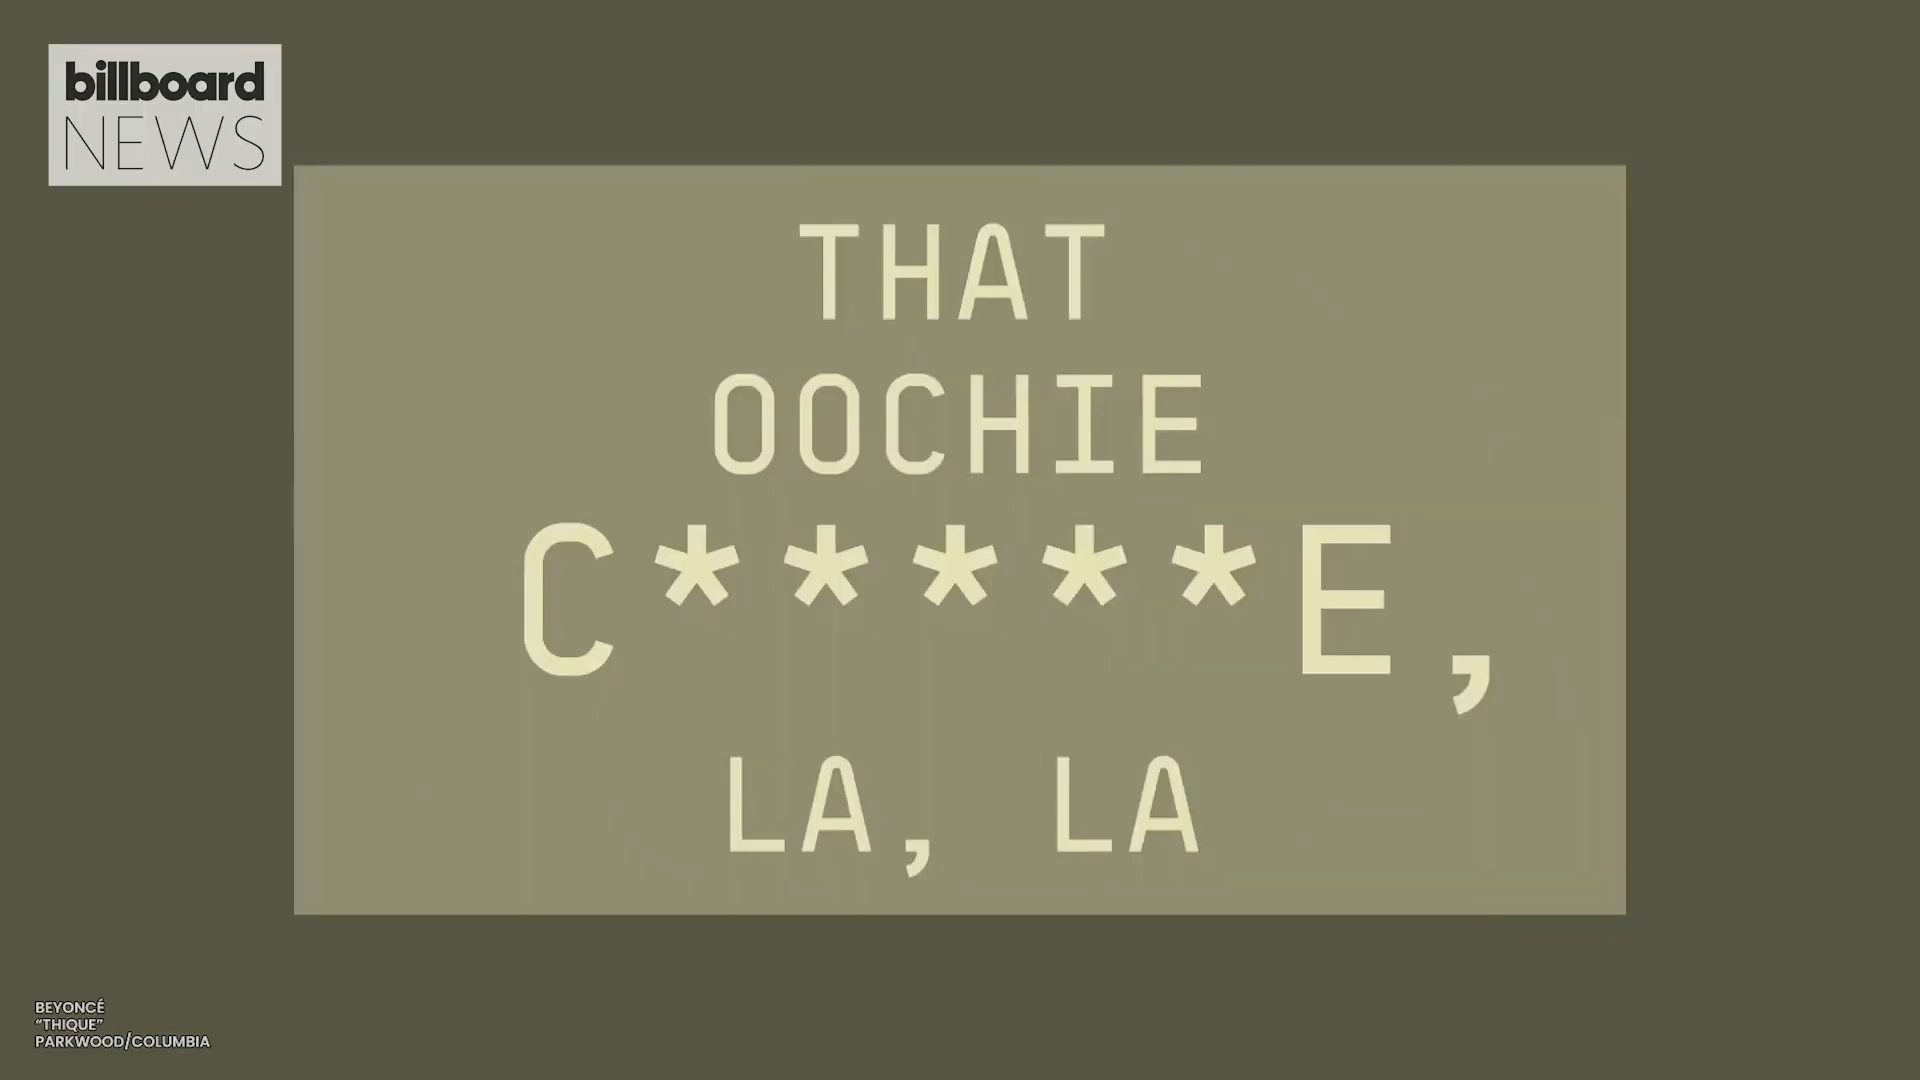 billboard
NEWS
THAT
OOCHIE
C*****E,
LA, LA
BEYONCÉ
“THIQUE”
PARKWOOD/COLUMBIA